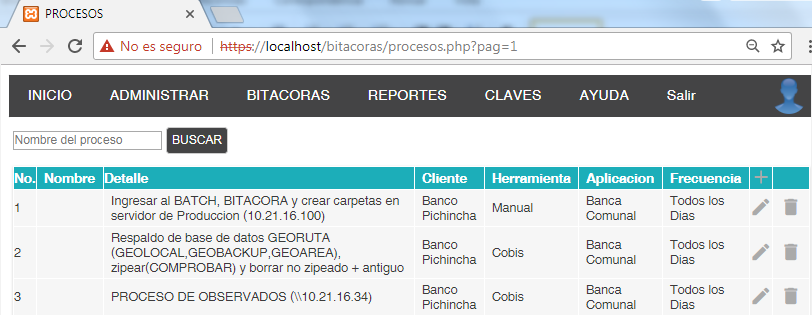 PROCESOS
No es seguro https://localhost/bitacoras/procesos.php?pag=1
INICIO ADMINISTRAR BITACORAS REPORTES CLAVES AYUDA Salir
Nombre del proceso BUSCAR
No. Nombre Detalle Cliente Herramienta Aplicacion Frecuencia +
1 Ingresar al BATCH, BITACORA y crear carpetas en servidor de Produccion (10.21.16.100) Banco Pichincha Manual Banca Comunal Todos los Dias
2 Respaldo de base de datos GEORUTA (GEOLOCAL,GEOBACKUP,GEOAREA), zipear(COMPROBAR) y borrar no zipeado + antiguo Banco Pichincha Cobis Banca Comunal Todos los Dias
3 PROCESO DE OBSERVADOS (\\10.21.16.34) Banco Pichincha Cobis Banca Comunal Todos los Dias